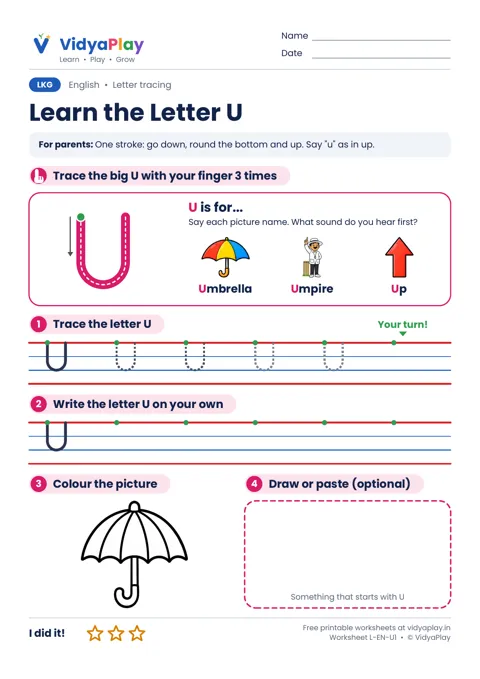 VidyaPlay
Learn • Play • Grow
Name
Date
LKG English • Letter tracing
Learn the Letter U
For parents: One stroke: go down, round the bottom and up. Say "u" as in up.
Trace the big U with your finger 3 times
U
U is for...
Say each picture name. What sound do you hear first?
Umbrella Umpire Up
1 Trace the letter U
Your turn!
U U U U U
2 Write the letter U on your own
U
3 Colour the picture
4 Draw or paste (optional)
Something that starts with U
I did it!
Free printable worksheets at vidyaplay.in
Worksheet L-EN-U1 • © VidyaPlay